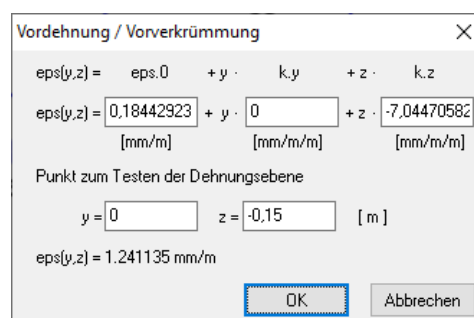 Vordehnung / Vorverkrümmung
eps(y,z) = eps.0 + y · k.y + z · k.z
eps(y,z) = 0,18442923 + y · 0 + z · -7,04470582
[mm/m] [mm/m/m] [mm/m/m]
Punkt zum Testen der Dehnungsebene
y = 0 z = -0,15 [ m ]
eps(y,z) = 1.241135 mm/m
OK Abbrechen